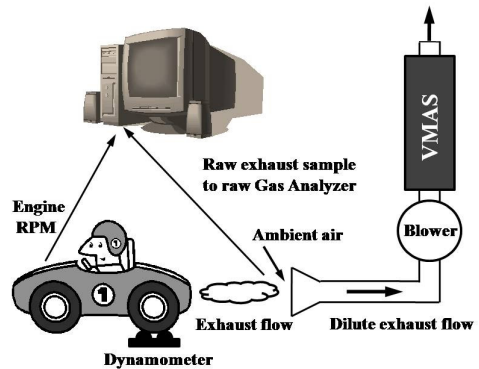 VMAS
Raw exhaust sample
to raw Gas Analyzer
Engine
RPM
Blower
Ambient air
1
1
Exhaust flow
Dilute exhaust flow
Dynamometer